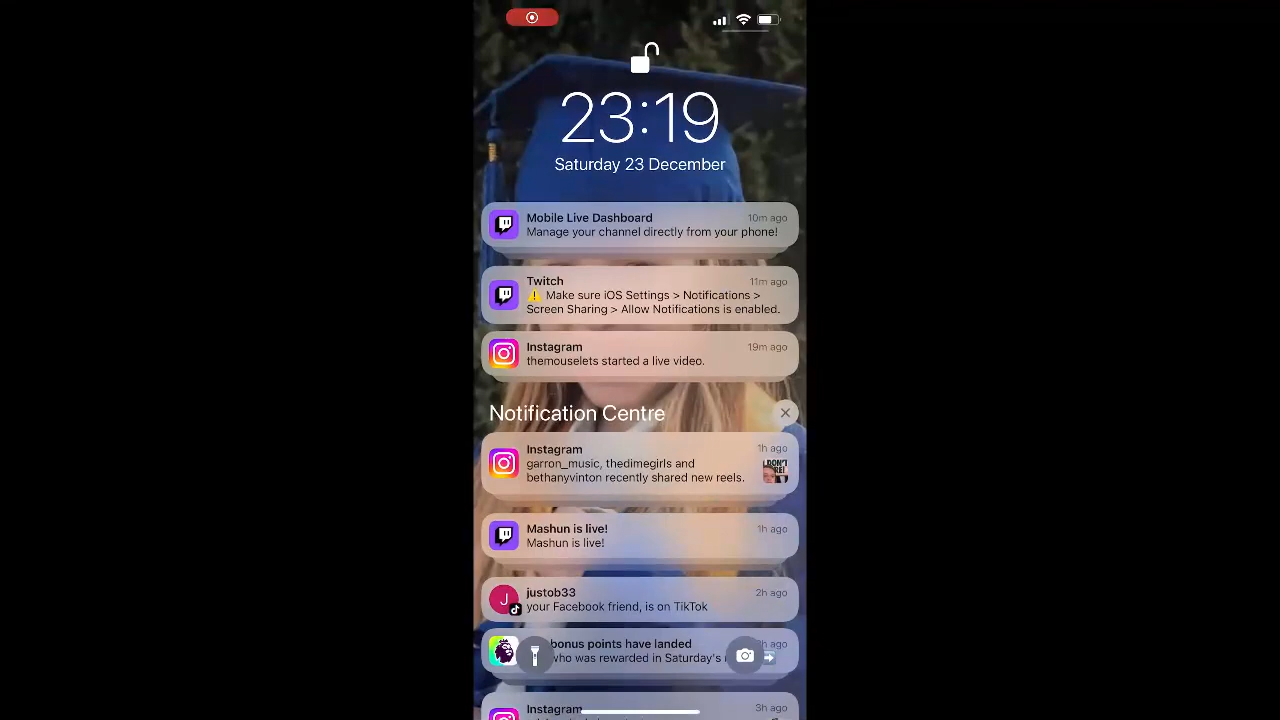 23:19
Saturday 23 December
Mobile Live Dashboard
10m ago
Manage your channel directly from your phone!
Twitch
11m ago
⚠️ Make sure iOS Settings > Notifications >
Screen Sharing > Allow Notifications is enabled.
Instagram
19m ago
themouselets started a live video.
Notification Centre
Instagram
1h ago
garron_music, thedimegirls and
bethanyvinton recently shared new reels.
Mashun is live!
1h ago
Mashun is live!
J
justob33
2h ago
your Facebook friend, is on TikTok
bonus points have landed
h ago
who was rewarded in Saturday's
Instagram
3h ago